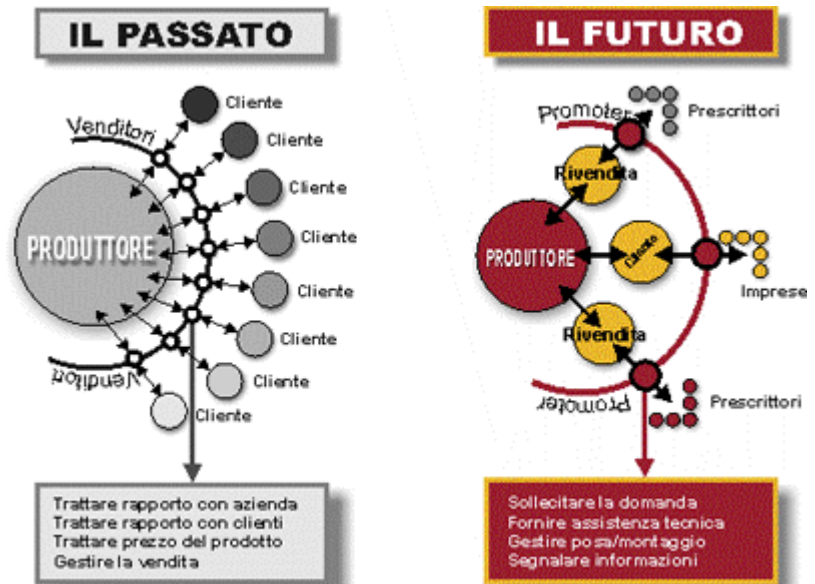 IL PASSATO
Venditori
Cliente
Cliente
Cliente
Cliente
Cliente
Cliente
Cliente
Cliente
PRODUTTORE
Venditori
Trattare rapporto con azienda
Trattare rapporto con clienti
Trattare prezzo del prodotto
Gestire la vendita
IL FUTURO
Promoter
Prescrittori
Rivendita
PRODUTTORE
Cliente
Imprese
Rivendita
Promoter
Prescrittori
Sollecitare la domanda
Fornire assistenza tecnica
Gestire posa/montaggio
Segnalare informazioni